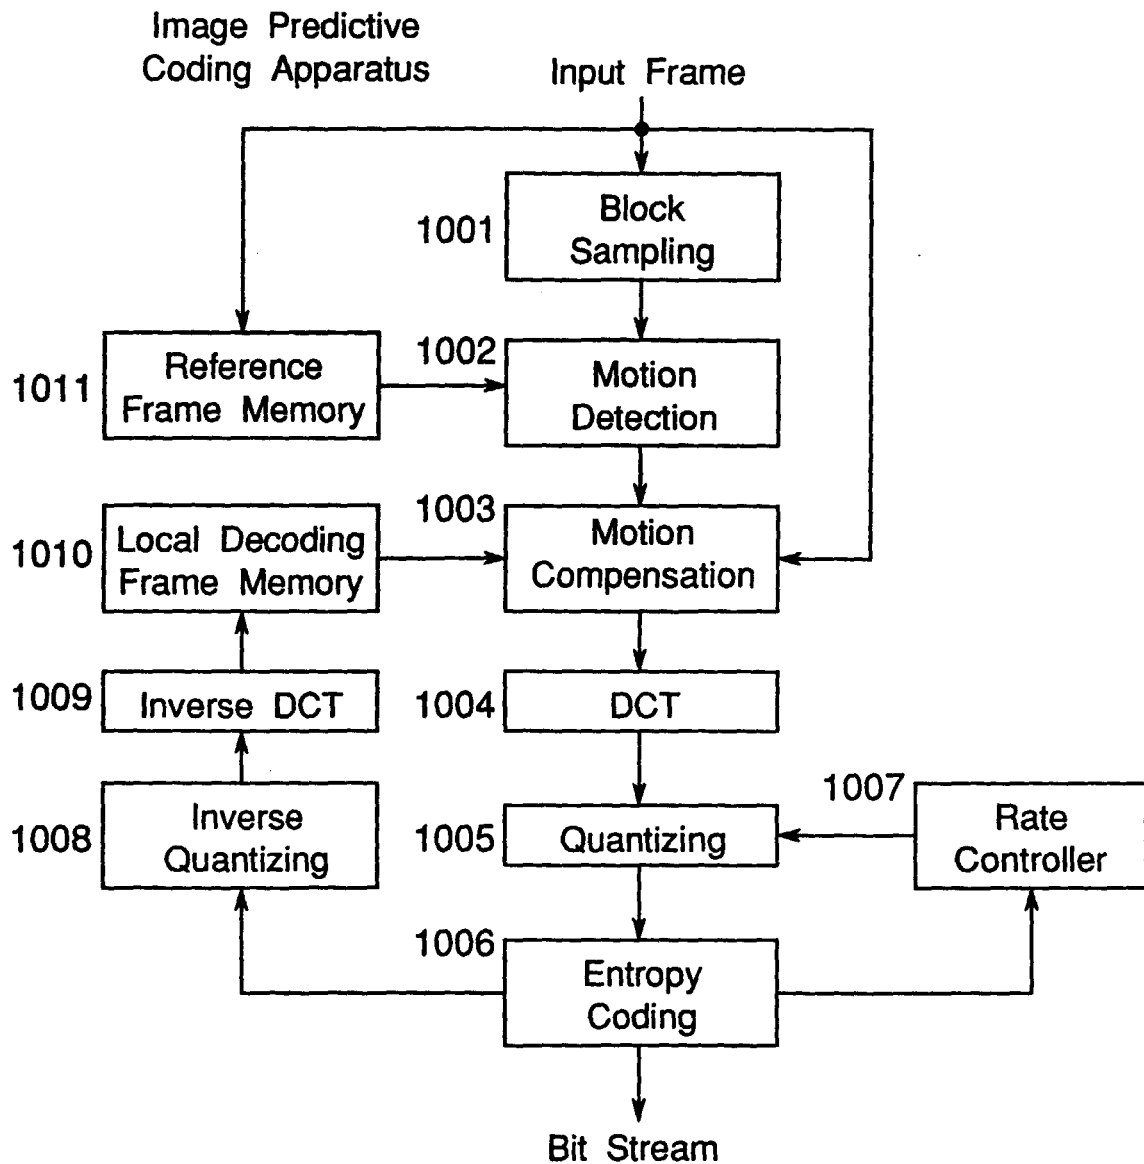 Image Predictive
Coding Apparatus
Input Frame
1001
Block
Sampling
1011
Reference
Frame Memory
1002
Motion
Detection
1010
Local Decoding
Frame Memory
1003
Motion
Compensation
1009
Inverse DCT
1004
DCT
1008
Inverse
Quantizing
1005
Quantizing
1007
Rate
Controller
1006
Entropy
Coding
Bit Stream